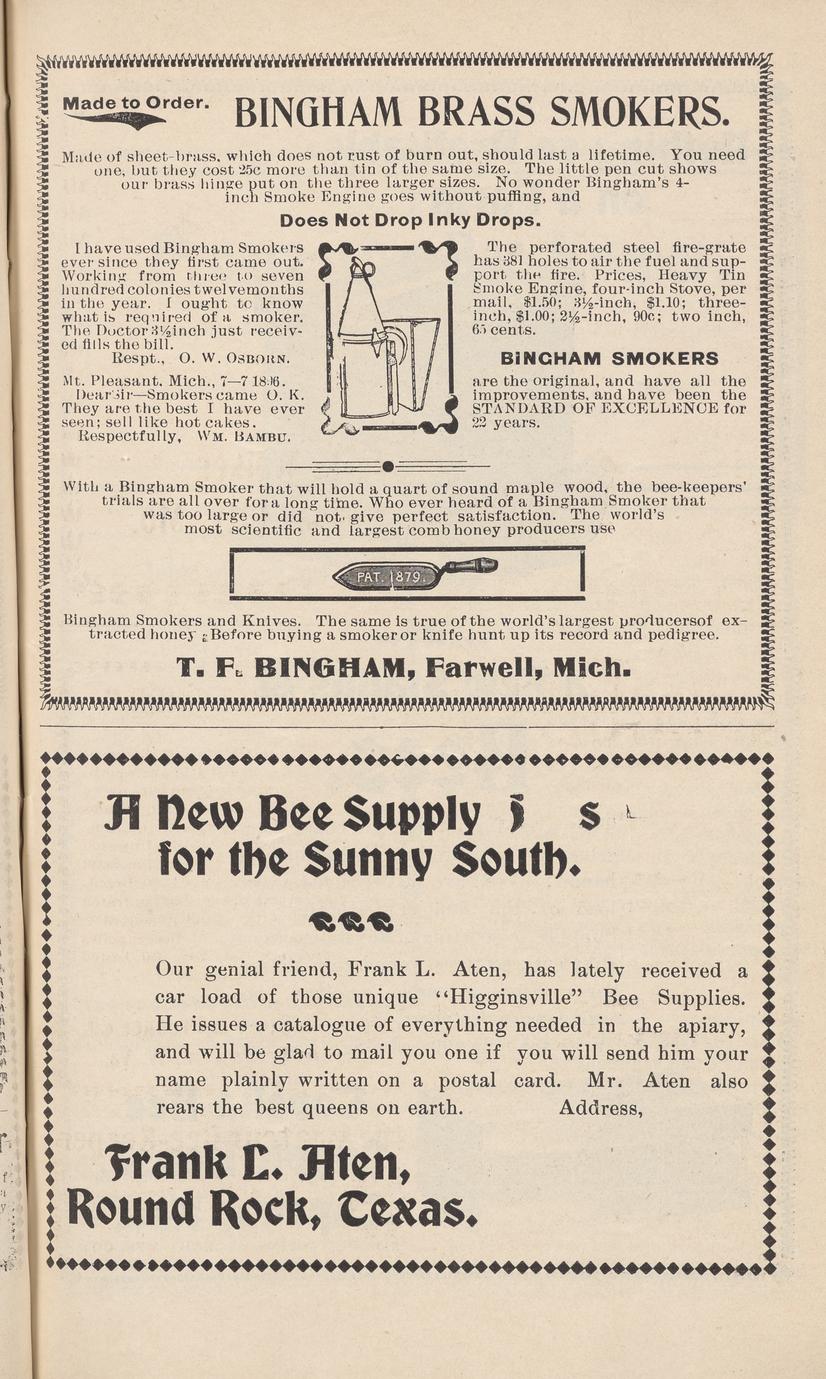 Made to Order.
BINGHAM BRASS SMOKERS.
Made of sheet-brass, which does not rust of burn out, should last a lifetime. You need
one, but they cost 25c more than tin of the same size. The little pen cut shows
our brass hinge put on the three larger sizes. No wonder Bingham's 4-
inch Smoke Engine goes without puffing, and
Does Not Drop Inky Drops.
I have used Bingham Smokers
ever since they first came out.
Working from three to seven
hundred colonies twelve months
in the year. I ought to know
what is required of a smoker.
The Doctor 3½ inch just receiv-
ed fills the bill.
Respt., O. W. OSBORN.
Mt. Pleasant, Mich., 7—7 1896.
Dear Sir—Smokers came O. K.
They are the best I have ever
seen; sell like hot cakes.
Respectfully, WM. BAMBU.
The perforated steel fire-grate
has 381 holes to air the fuel and sup-
port the fire. Prices, Heavy Tin
Smoke Engine, four-inch Stove, per
mail, $1.50; 3½-inch, $1.10; three-
inch, $1.00; 2½-inch, 90c; two inch,
65 cents.
BINGHAM SMOKERS
are the original, and have all the
improvements, and have been the
STANDARD OF EXCELLENCE for
22 years.
With a Bingham Smoker that will hold a quart of sound maple wood, the bee-keepers'
trials are all over for a long time. Who ever heard of a Bingham Smoker that
was too large or did not give perfect satisfaction. The world's
most scientific and largest comb honey producers use
PAT. 1879.
Bingham Smokers and Knives. The same is true of the world's largest producersof ex-
tracted honey Before buying a smoker or knife hunt up its record and pedigree.
T. F. BINGHAM, Farwell, Mich.
A New Bee Supply s
for the Sunny South.
Our genial friend, Frank L. Aten, has lately received a
car load of those unique "Higginsville" Bee Supplies.
He issues a catalogue of everything needed in the apiary,
and will be glad to mail you one if you will send him your
name plainly written on a postal card. Mr. Aten also
rears the best queens on earth. Address,
Frank L. Aten,
Round Rock, Texas.